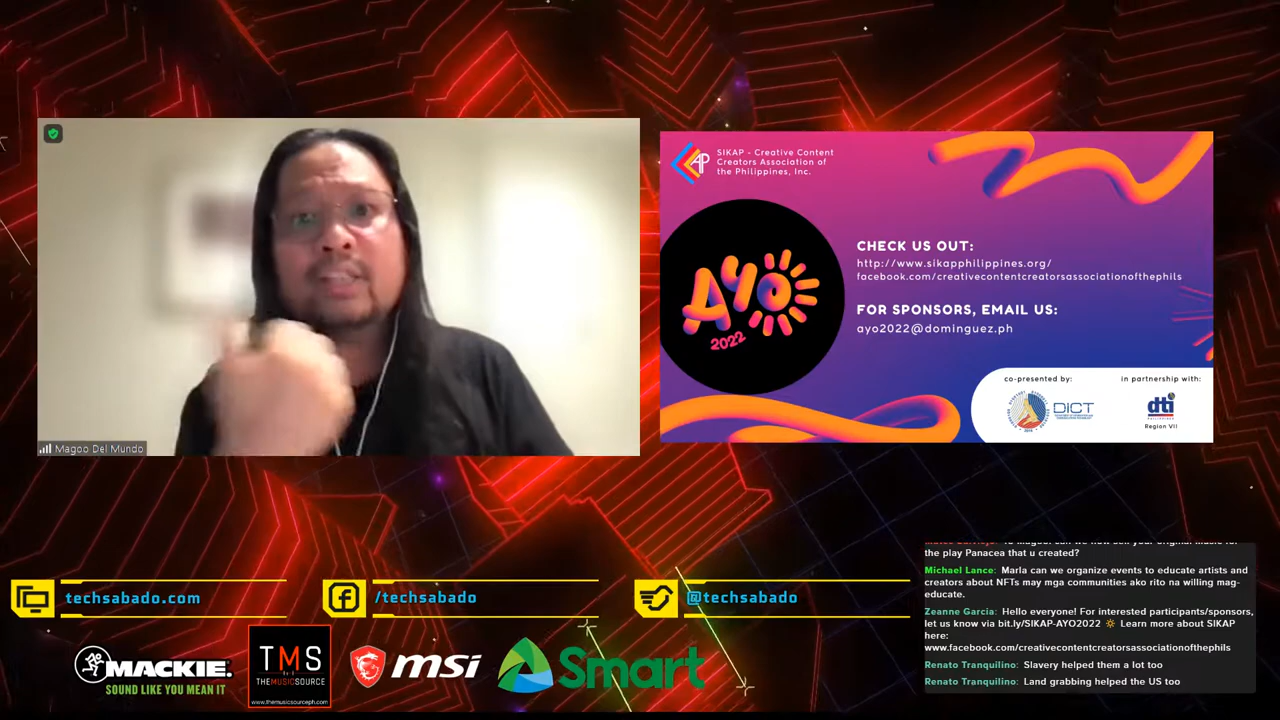 SIKAP - Creative Content
Creators Association of
the Philippines, Inc.
AP
AYO
2022
CHECK US OUT:
http://www.sikapphilippines.org/
facebook.com/creativecontentcreatorsassociationofthephils
FOR SPONSORS, EMAIL US:
ayo2022@dominguez.ph
co-presented by:
in partnership with:
DICT
dti
PHILIPPINES
Region VII
Magoo Del Mundo
the play Panacea that u created?
Michael Lance: Marla can we organize events to educate artists and
creators about NFTs may mga communities ako rito na willing mag-
educate.
Zeanne Garcia: Hello everyone! For interested participants/sponsors,
let us know via bit.ly/SIKAP-AYO2022 🔅 Learn more about SIKAP
here:
www.facebook.com/creativecontentcreatorsassociationofthephils
Renato Tranquilino: Slavery helped them a lot too
Renato Tranquilino: Land grabbing helped the US too
techsabado.com
/techsabado
@techsabado
MACKIE.
SOUND LIKE YOU MEAN IT
TMS
THEMUSICSOURCE
www.themusicsourceph.com
msi
Smart